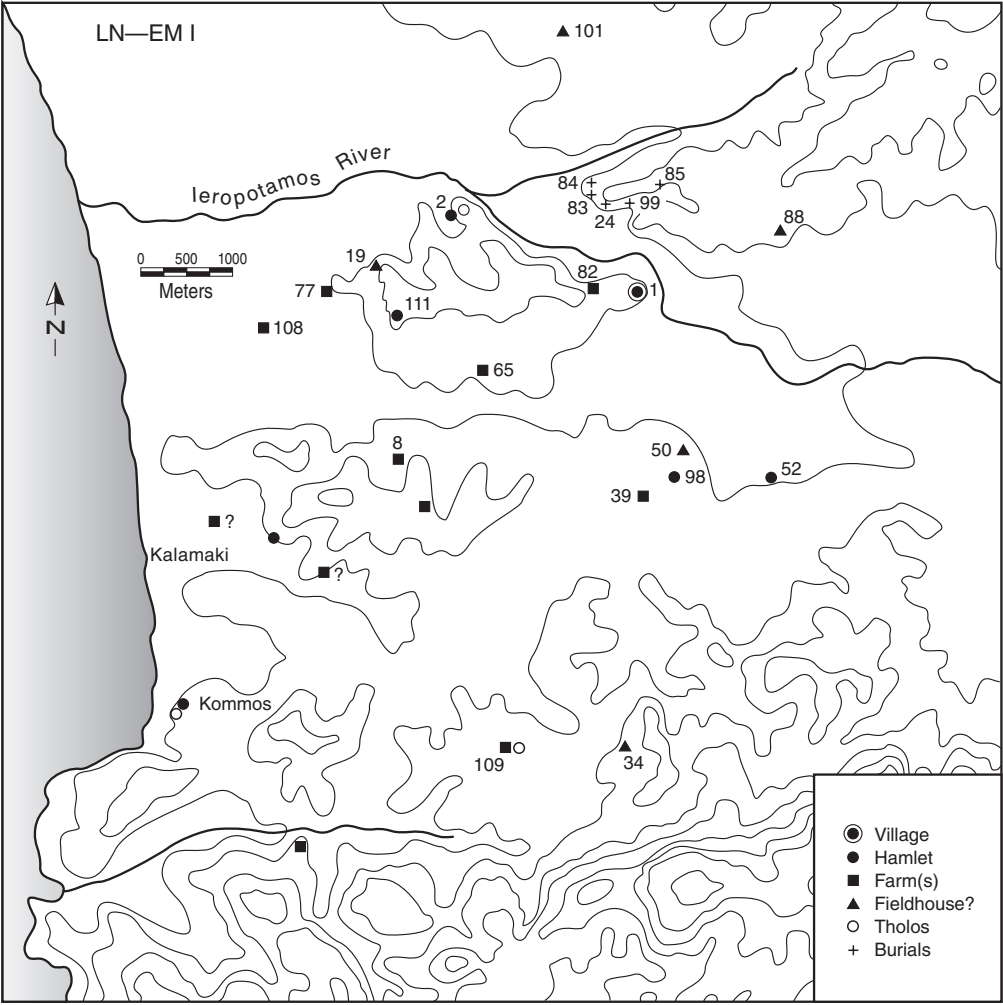 LN—EM I
101
Ieropotamos River
84
85
83
24
99
2
88
0 500 1000
Meters
19
82
1
77
111
108
N
65
8
50
52
98
39
?
Kalamaki
?
Kommos
109
34
Village
Hamlet
Farm(s)
Fieldhouse?
Tholos
Burials